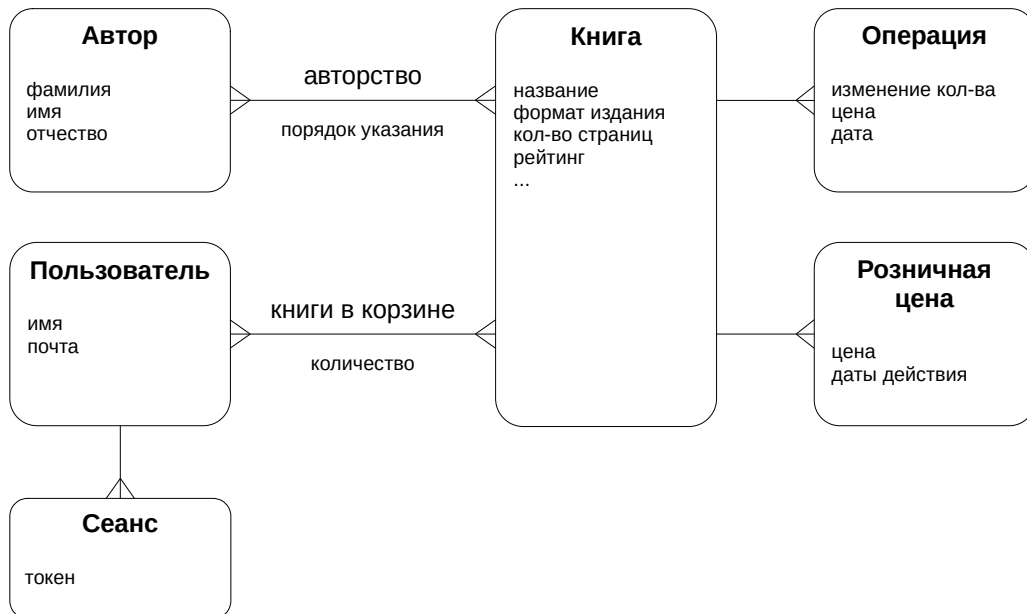 Автор
фамилия
имя
отчество
авторство
порядок указания
Книга
название
формат издания
кол-во страниц
рейтинг
...
Операция
изменение кол-ва
цена
дата
Пользователь
имя
почта
книги в корзине
количество
Розничная
цена
цена
даты действия
Сеанс
токен